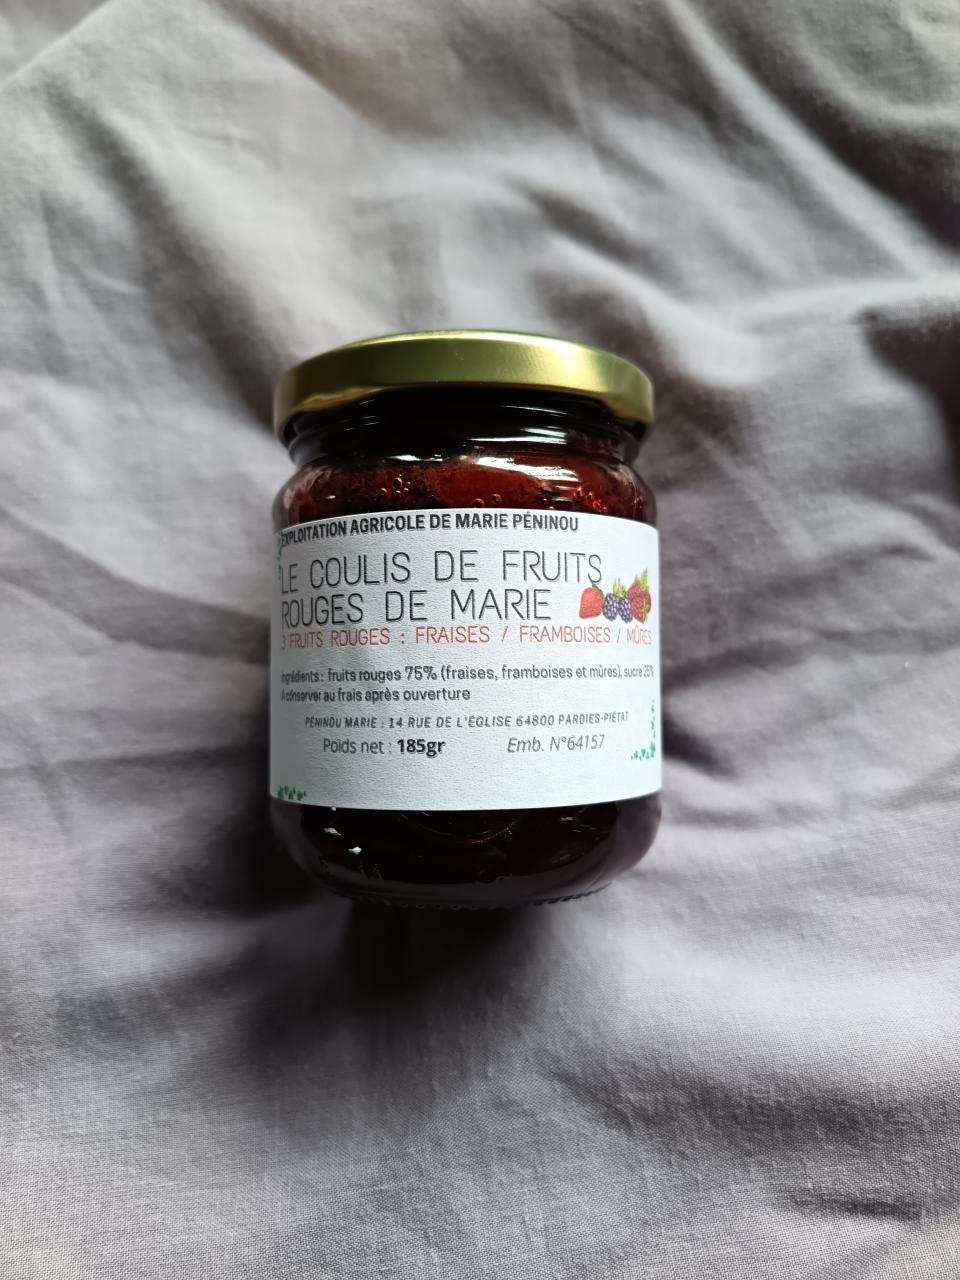 EXPLOITATION AGRICOLE DE MARIE PÉNINOU
LE COULIS DE FRUITS
ROUGES DE MARIE
3 FRUITS ROUGES : FRAISES / FRAMBOISES / MÛRES
Ingrédients : fruits rouges 75% (fraises, framboises et mûres), sucre 25%
A conserver au frais après ouverture
PÉNINOU MARIE : 14 RUE DE L'ÉGLISE 64800 PARDIES-PIÉTAT
Poids net : 185gr Emb. N°64157